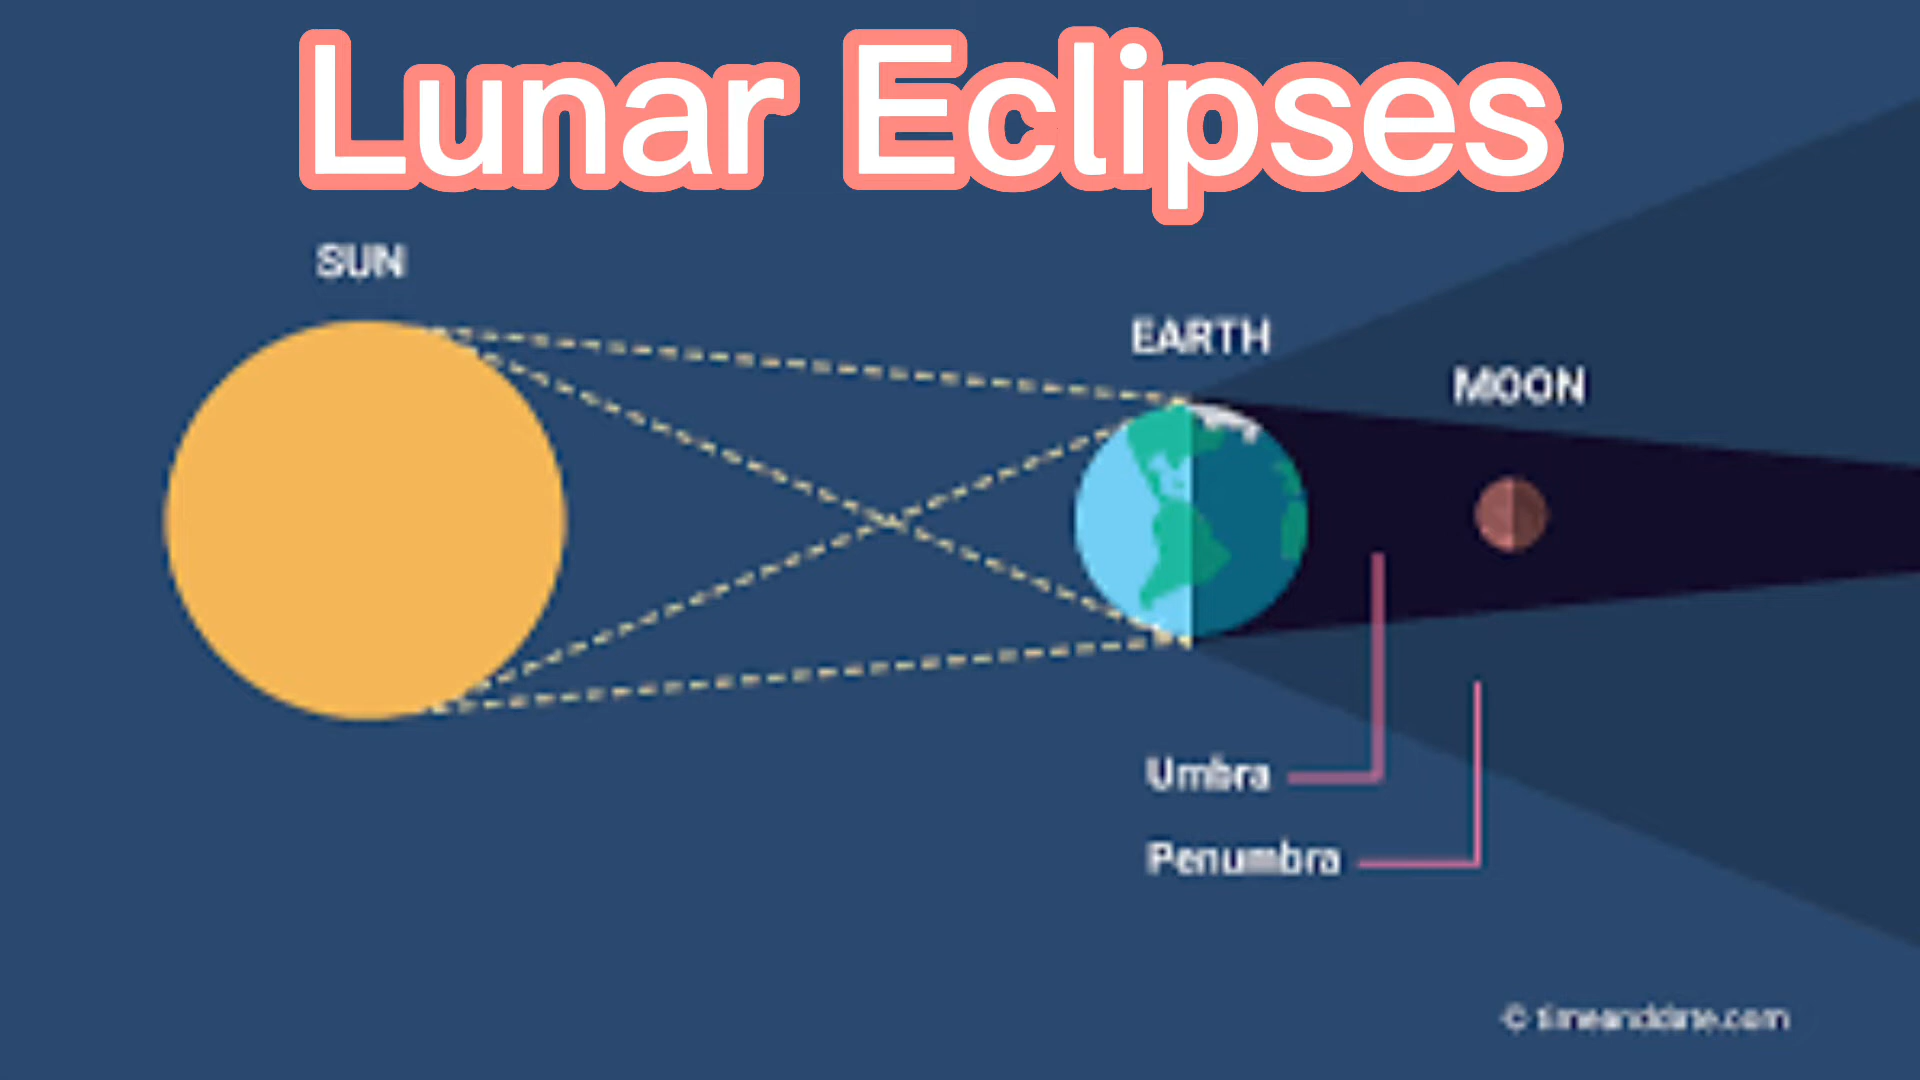 Lunar Eclipses
SUN
EARTH
MOON
Umbra
Penumbra
© timeanddate.com